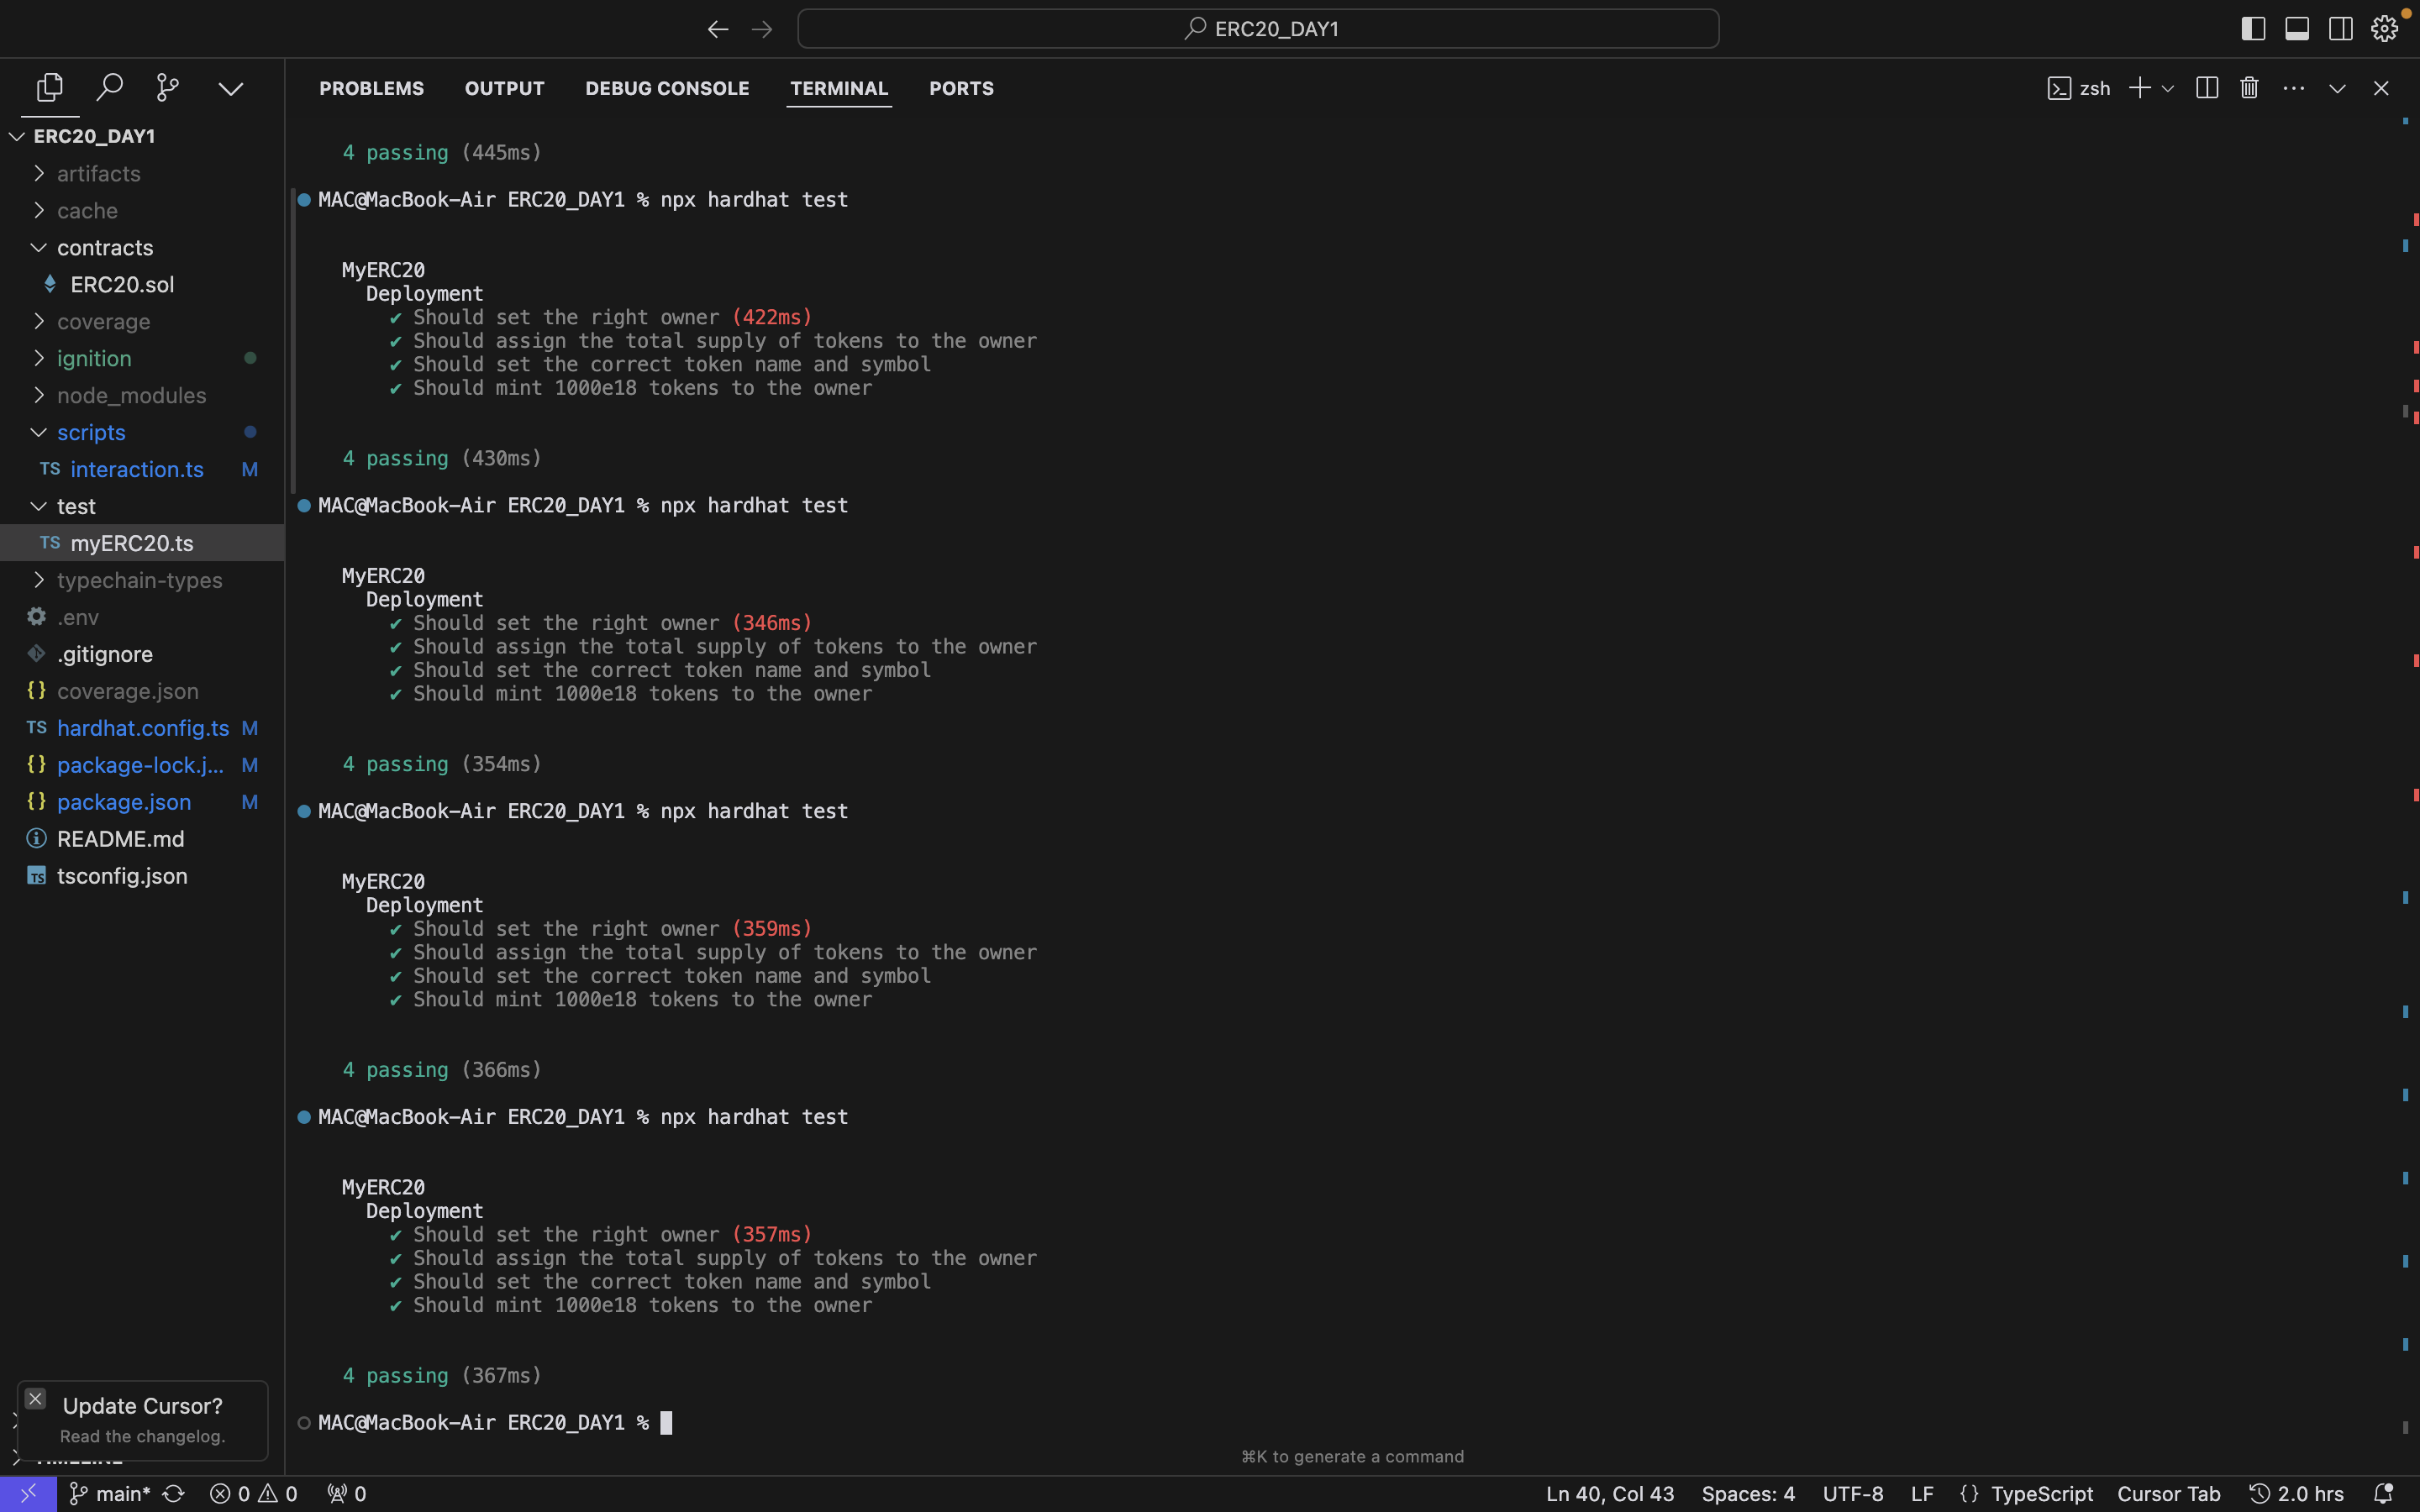 ERC20_DAY1
PROBLEMS OUTPUT DEBUG CONSOLE TERMINAL PORTS
zsh
ERC20_DAY1
artifacts
cache
contracts
ERC20.sol
coverage
ignition
node_modules
scripts
TS interaction.ts M
test
TS myERC20.ts
typechain-types
.env
.gitignore
{} coverage.json
TS hardhat.config.ts M
{} package-lock.j... M
{} package.json M
README.md
TS tsconfig.json
Update Cursor?
Read the changelog.
TIMELINE
4 passing (445ms)
MAC@MacBook-Air ERC20_DAY1 % npx hardhat test
MyERC20
Deployment
✔ Should set the right owner (422ms)
✔ Should assign the total supply of tokens to the owner
✔ Should set the correct token name and symbol
✔ Should mint 1000e18 tokens to the owner
4 passing (430ms)
MAC@MacBook-Air ERC20_DAY1 % npx hardhat test
MyERC20
Deployment
✔ Should set the right owner (346ms)
✔ Should assign the total supply of tokens to the owner
✔ Should set the correct token name and symbol
✔ Should mint 1000e18 tokens to the owner
4 passing (354ms)
MAC@MacBook-Air ERC20_DAY1 % npx hardhat test
MyERC20
Deployment
✔ Should set the right owner (359ms)
✔ Should assign the total supply of tokens to the owner
✔ Should set the correct token name and symbol
✔ Should mint 1000e18 tokens to the owner
4 passing (366ms)
MAC@MacBook-Air ERC20_DAY1 % npx hardhat test
MyERC20
Deployment
✔ Should set the right owner (357ms)
✔ Should assign the total supply of tokens to the owner
✔ Should set the correct token name and symbol
✔ Should mint 1000e18 tokens to the owner
4 passing (367ms)
MAC@MacBook-Air ERC20_DAY1 %
⌘K to generate a command
main* 0 0 0 Ln 40, Col 43 Spaces: 4 UTF-8 LF {} TypeScript Cursor Tab 2.0 hrs